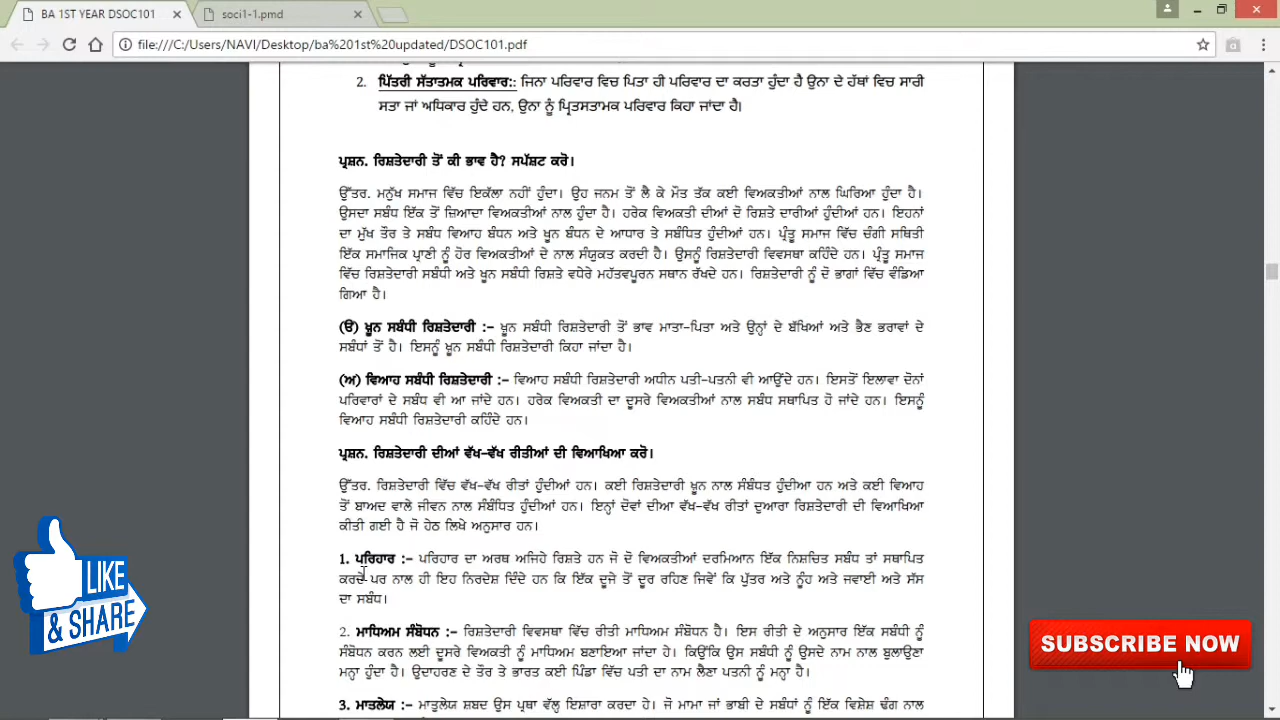 BA 1ST YEAR DSOC101
soci1-1.pmd
file:///C:/Users/NAVI/Desktop/ba%201st%20updated/DSOC101.pdf
2. ਪਿੱਤਰੀ ਸੱਤਾਤਮਕ ਪਰਿਵਾਰ:: ਜਿਨਾ ਪਰਿਵਾਰ ਵਿਚ ਪਿਤਾ ਹੀ ਪਰਿਵਾਰ ਦਾ ਕਰਤਾ ਹੁੰਦਾ ਹੈ ਉਨਾ ਦੇ ਹੱਥਾਂ ਵਿਚ ਸਾਰੀ
ਸਤਾ ਜਾਂ ਅਧਿਕਾਰ ਹੁੰਦੇ ਹਨ, ਉਨਾ ਨੂੰ ਪ੍ਰਿਤਸਤਾਮਕ ਪਰਿਵਾਰ ਕਿਹਾ ਜਾਂਦਾ ਹੈ।
ਪ੍ਰਸ਼ਨ. ਰਿਸ਼ਤੇਦਾਰੀ ਤੋਂ ਕੀ ਭਾਵ ਹੈ? ਸਪੱਸ਼ਟ ਕਰੋ।
ਉੱਤਰ. ਮਨੁੱਖ ਸਮਾਜ ਵਿੱਚ ਇਕੱਲਾ ਨਹੀਂ ਹੁੰਦਾ। ਉਹ ਜਨਮ ਤੋਂ ਲੈ ਕੇ ਮੌਤ ਤੱਕ ਕਈ ਵਿਅਕਤੀਆਂ ਨਾਲ ਘਿਰਿਆ ਹੁੰਦਾ ਹੈ।
ਉਸਦਾ ਸਬੰਧ ਇੱਕ ਤੋਂ ਜ਼ਿਆਦਾ ਵਿਅਕਤੀਆਂ ਨਾਲ ਹੁੰਦਾ ਹੈ। ਹਰੇਕ ਵਿਅਕਤੀ ਦੀਆਂ ਦੋ ਰਿਸ਼ਤੇ ਦਾਰੀਆਂ ਹੁੰਦੀਆਂ ਹਨ। ਇਹਨਾਂ
ਦਾ ਮੁੱਖ ਤੌਰ ਤੇ ਸਬੰਧ ਵਿਆਹ ਬੰਧਨ ਅਤੇ ਖੂਨ ਬੰਧਨ ਦੇ ਆਧਾਰ ਤੇ ਸਬੰਧਿਤ ਹੁੰਦੀਆਂ ਹਨ। ਪ੍ਰੰਤੂ ਸਮਾਜ ਵਿੱਚ ਚੰਗੀ ਸਥਿਤੀ
ਇੱਕ ਸਮਾਜਿਕ ਪ੍ਰਾਣੀ ਨੂੰ ਹੋਰ ਵਿਅਕਤੀਆਂ ਦੇ ਨਾਲ ਸੰਯੁਕਤ ਕਰਦੀ ਹੈ। ਉਸਨੂੰ ਰਿਸ਼ਤੇਦਾਰੀ ਵਿਵਸਥਾ ਕਹਿੰਦੇ ਹਨ। ਪ੍ਰੰਤੂ ਸਮਾਜ
ਵਿੱਚ ਰਿਸ਼ਤੇਦਾਰੀ ਸਬੰਧੀ ਅਤੇ ਖੂਨ ਸਬੰਧੀ ਰਿਸ਼ਤੇ ਵਧੇਰੇ ਮਹੱਤਵਪੂਰਨ ਸਥਾਨ ਰੱਖਦੇ ਹਨ। ਰਿਸ਼ਤੇਦਾਰੀ ਨੂੰ ਦੋ ਭਾਗਾਂ ਵਿੱਚ ਵੰਡਿਆ
ਗਿਆ ਹੈ।
(ੳ) ਖ਼ੂਨ ਸਬੰਧੀ ਰਿਸ਼ਤੇਦਾਰੀ :– ਖ਼ੂਨ ਸਬੰਧੀ ਰਿਸ਼ਤੇਦਾਰੀ ਤੋਂ ਭਾਵ ਮਾਤਾ-ਪਿਤਾ ਅਤੇ ਉਨ੍ਹਾਂ ਦੇ ਬੱਖਿਆਂ ਅਤੇ ਭੈਣ ਭਰਾਵਾਂ ਦੇ
ਸਬੰਧਾਂ ਤੋਂ ਹੈ। ਇਸਨੂੰ ਖ਼ੂਨ ਸਬੰਧੀ ਰਿਸ਼ਤੇਦਾਰੀ ਕਿਹਾ ਜਾਂਦਾ ਹੈ।
(ਅ) ਵਿਆਹ ਸਬੰਧੀ ਰਿਸ਼ਤੇਦਾਰੀ :– ਵਿਆਹ ਸਬੰਧੀ ਰਿਸ਼ਤੇਦਾਰੀ ਅਧੀਨ ਪਤੀ-ਪਤਨੀ ਵੀ ਆਉਂਦੇ ਹਨ। ਇਸਤੋਂ ਇਲਾਵਾ ਦੋਨਾਂ
ਪਰਿਵਾਰਾਂ ਦੇ ਸਬੰਧ ਵੀ ਆ ਜਾਂਦੇ ਹਨ। ਹਰੇਕ ਵਿਅਕਤੀ ਦਾ ਦੂਸਰੇ ਵਿਅਕਤੀਆਂ ਨਾਲ ਸਬੰਧ ਸਥਾਪਿਤ ਹੋ ਜਾਂਦੇ ਹਨ। ਇਸਨੂੰ
ਵਿਆਹ ਸਬੰਧੀ ਰਿਸ਼ਤੇਦਾਰੀ ਕਹਿੰਦੇ ਹਨ।
ਪ੍ਰਸ਼ਨ. ਰਿਸ਼ਤੇਦਾਰੀ ਦੀਆਂ ਵੱਖ-ਵੱਖ ਰੀਤੀਆਂ ਦੀ ਵਿਆਖਿਆ ਕਰੋ।
ਉੱਤਰ. ਰਿਸ਼ਤੇਦਾਰੀ ਵਿੱਚ ਵੱਖ-ਵੱਖ ਰੀਤਾਂ ਹੁੰਦੀਆਂ ਹਨ। ਕਈ ਰਿਸ਼ਤੇਦਾਰੀ ਖ਼ੂਨ ਨਾਲ ਸੰਬੰਧਤ ਹੁੰਦੀਆ ਹਨ ਅਤੇ ਕਈ ਵਿਆਹ
ਤੋਂ ਬਾਅਦ ਵਾਲੇ ਜੀਵਨ ਨਾਲ ਸੰਬੰਧਿਤ ਹੁੰਦੀਆਂ ਹਨ। ਇਨ੍ਹਾਂ ਦੋਵਾਂ ਦੀਆ ਵੱਖ-ਵੱਖ ਰੀਤਾਂ ਦੁਆਰਾ ਰਿਸ਼ਤੇਦਾਰੀ ਦੀ ਵਿਆਖਿਆ
ਕੀਤੀ ਗਈ ਹੈ ਜੋ ਹੇਠ ਲਿਖੇ ਅਨੁਸਾਰ ਹਨ।
1. ਪਰਿਹਾਰ :– ਪਰਿਹਾਰ ਦਾ ਅਰਥ ਅਜਿਹੇ ਰਿਸ਼ਤੇ ਹਨ ਜੋ ਦੋ ਵਿਅਕਤੀਆਂ ਦਰਮਿਆਨ ਇੱਕ ਨਿਸ਼ਚਿਤ ਸਬੰਧ ਤਾਂ ਸਥਾਪਿਤ
ਕਰਦੇ ਪਰ ਨਾਲ ਹੀ ਇਹ ਨਿਰਦੇਸ਼ ਦਿੰਦੇ ਹਨ ਕਿ ਇੱਕ ਦੂਜੇ ਤੋਂ ਦੂਰ ਰਹਿਣ ਜਿਵੇਂ ਕਿ ਪੁੱਤਰ ਅਤੇ ਨੂੰਹ ਅਤੇ ਜਵਾਈ ਅਤੇ ਸੱਸ
ਦਾ ਸਬੰਧ।
2. ਮਾਧਿਅਮ ਸੰਬੋਧਨ :– ਰਿਸ਼ਤੇਦਾਰੀ ਵਿਵਸਥਾ ਵਿੱਚ ਰੀਤੀ ਮਾਧਿਅਮ ਸੰਬੋਧਨ ਹੈ। ਇਸ ਰੀਤੀ ਦੇ ਅਨੁਸਾਰ ਇੱਕ ਸਬੰਧੀ ਨੂੰ
ਸੰਬੋਧਨ ਕਰਨ ਲਈ ਦੂਸਰੇ ਵਿਅਕਤੀ ਨੂੰ ਮਾਧਿਅਮ ਬਣਾਇਆ ਜਾਂਦਾ ਹੈ। ਕਿਉਂਕਿ ਉਸ ਸਬੰਧੀ ਨੂੰ ਉਸਦੇ ਨਾਮ ਨਾਲ ਬੁਲਾਉਣਾ
ਮਨ੍ਹਾ ਹੁੰਦਾ ਹੈ। ਉਦਾਹਰਣ ਦੇ ਤੌਰ ਤੇ ਭਾਰਤ ਕਈ ਪਿੰਡਾ ਵਿੱਚ ਪਤੀ ਦਾ ਨਾਮ ਲੈਣਾ ਪਤਨੀ ਨੂੰ ਮਨ੍ਹਾ ਹੈ।
3. ਮਾਤਲੇਯ :– ਮਾਤੁਲੇਯ ਸ਼ਬਦ ਉਸ ਪ੍ਰਥਾ ਵੱਲ੍ਹ ਇਸ਼ਾਰਾ ਕਰਦਾ ਹੈ। ਜੋ ਮਾਮਾ ਜਾਂ ਭਾਬੀ ਦੇ ਸਬੰਧਾਂ ਨੂੰ ਇੱਕ ਵਿਸ਼ੇਸ਼ ਢੰਗ ਨਾਲ
LIKE
& SHARE
SUBSCRIBE NOW